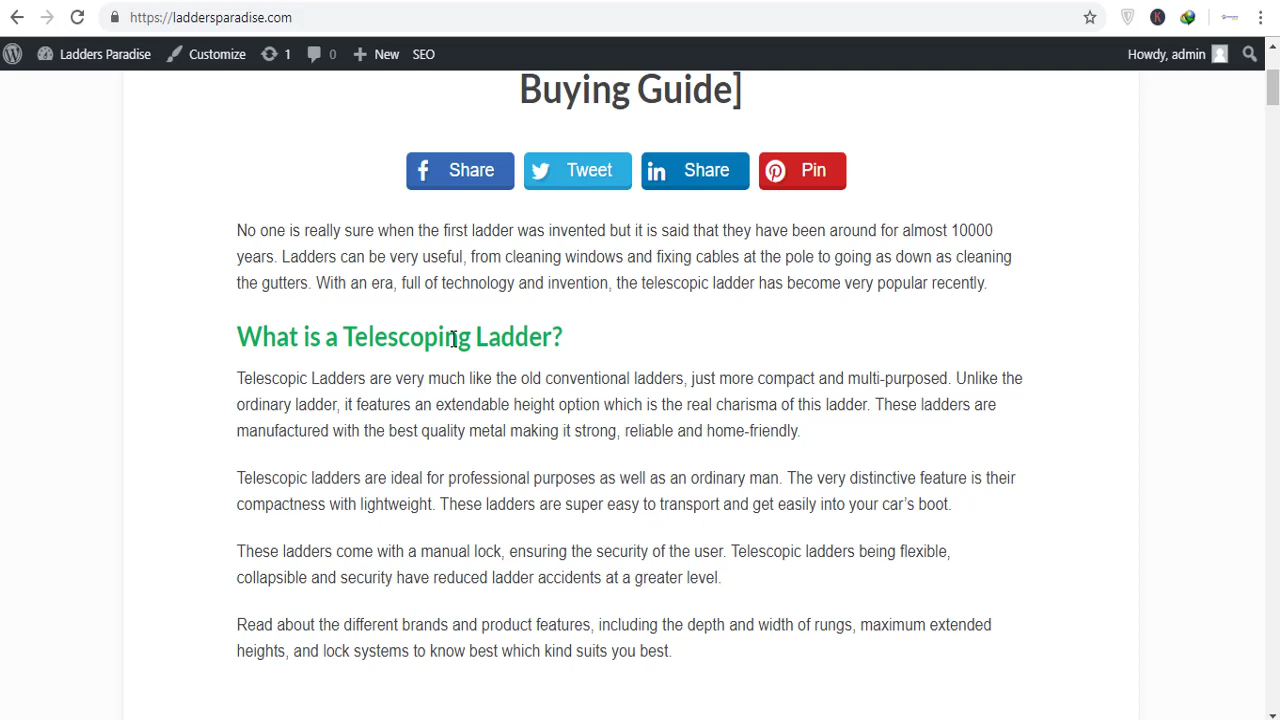 https://laddersparadise.com
K
Ladders Paradise Customize 1 0 New SEO Howdy, admin
Buying Guide]
Share Tweet Share Pin
No one is really sure when the first ladder was invented but it is said that they have been around for almost 10000
years. Ladders can be very useful, from cleaning windows and fixing cables at the pole to going as down as cleaning
the gutters. With an era, full of technology and invention, the telescopic ladder has become very popular recently.
What is a Telescoping Ladder?
Telescopic Ladders are very much like the old conventional ladders, just more compact and multi-purposed. Unlike the
ordinary ladder, it features an extendable height option which is the real charisma of this ladder. These ladders are
manufactured with the best quality metal making it strong, reliable and home-friendly.
Telescopic ladders are ideal for professional purposes as well as an ordinary man. The very distinctive feature is their
compactness with lightweight. These ladders are super easy to transport and get easily into your car’s boot.
These ladders come with a manual lock, ensuring the security of the user. Telescopic ladders being flexible,
collapsible and security have reduced ladder accidents at a greater level.
Read about the different brands and product features, including the depth and width of rungs, maximum extended
heights, and lock systems to know best which kind suits you best.